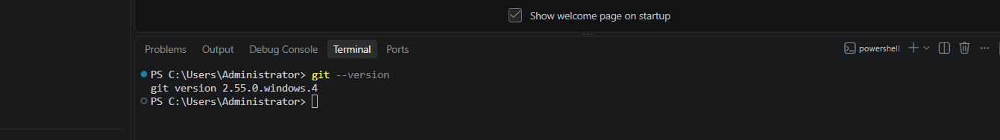 Show welcome page on startup
Problems Output Debug Console Terminal Ports powershell
PS C:\Users\Administrator> git --version
git version 2.55.0.windows.4
PS C:\Users\Administrator>